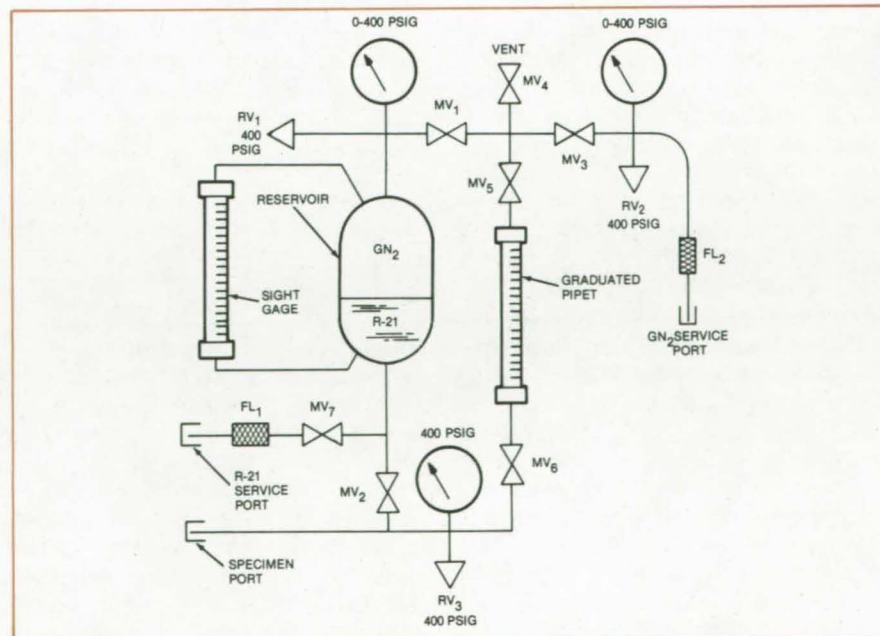 0-400 PSIG
0-400 PSIG
VENT
MV4
RV1
400
PSIG
MV1
MV3
MV5
RV2
400 PSIG
RESERVOIR
GN2
FL2
SIGHT
GAGE
R-21
GRADUATED
PIPET
GN2 SERVICE
PORT
FL1
MV7
400 PSIG
R-21
SERVICE
PORT
MV2
MV6
SPECIMEN
PORT
RV3
400 PSIG